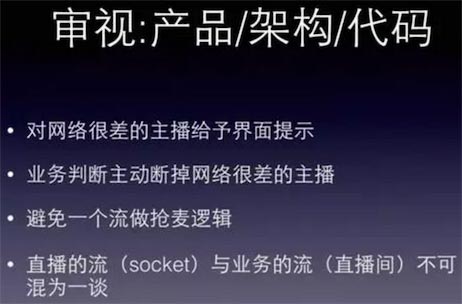 审视:产品/架构/代码
• 对网络很差的主播给予界面提示
• 业务判断主动断掉网络很差的主播
• 避免一个流做抢麦逻辑
• 直播的流（socket）与业务的流（直播间）不可
混为一谈